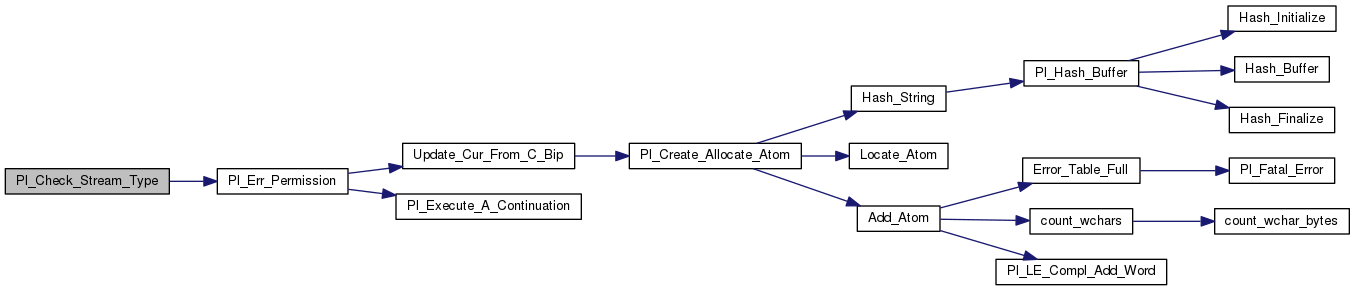 Pl_Check_Stream_Type
Pl_Err_Permission
Update_Cur_From_C_Bip
Pl_Execute_A_Continuation
Pl_Create_Allocate_Atom
Hash_String
Locate_Atom
Add_Atom
Pl_Hash_Buffer
Error_Table_Full
count_wchars
Pl_LE_Compl_Add_Word
Hash_Initialize
Hash_Buffer
Hash_Finalize
Pl_Fatal_Error
count_wchar_bytes